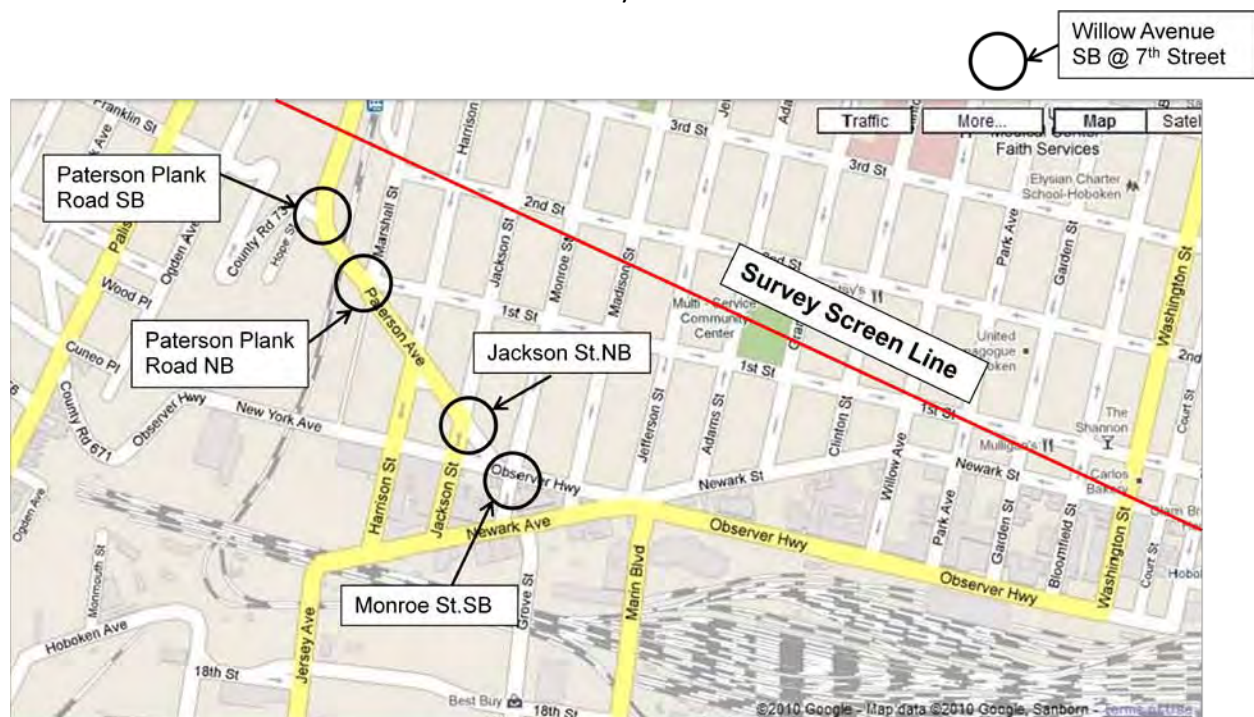 Willow Avenue
SB @ 7th Street
Traffic
More...
Map
Faith Services
Elysian Charter
School-Hoboken
Franklin St
Harrison
3rd St
3rd St
Paterson Plank
Road SB
County Rd 73
Hope St
Marshall St
2nd St
Park Ave
Garden St
Washington St
Ogden Ave
Jackson St
Monroe St
Madison St
2nd St
Survey Screen Line
Multi - Service
Community
Center
United
Wood Pl
Paterson Ave
1st St
Paterson Plank
Road NB
Jackson St.NB
1st St
2nd
Cuneo Pl
Observer Hwy
New York Ave
County Rd 671
1st St
The
Shannon
Court St
Jefferson St
Adams St
Clinton St
Willow Ave
Mulligan's
Newark St
Carlos
Bakery
Observer Hwy
Newark St
Ogden Ave
Harrison St
Jackson St
Newark Ave
Observer Hwy
Park Ave
Garden St
Bloomfield St
Washington St
Court St
Observer Hwy
Monmouth St
Monroe St.SB
Grove St
Marin Blvd
Hoboken Ave
Jersey Ave
18th St
Best Buy
18th St
©2010 Google - Map data ©2010 Google, Sanborn - Terms of Use